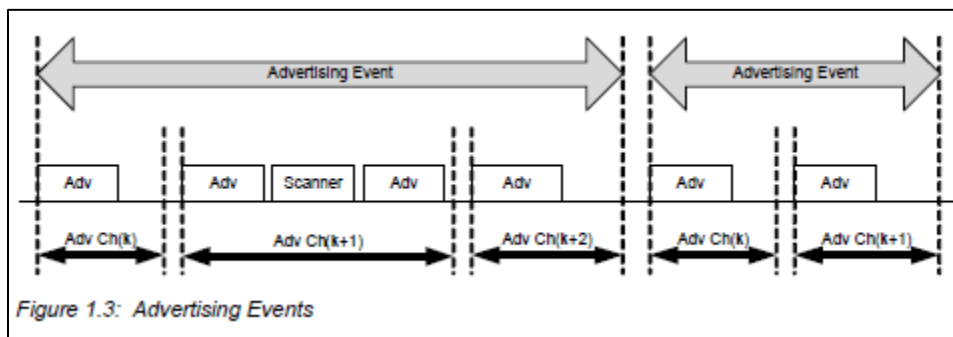 Advertising Event Advertising Event
Adv Adv Scanner Adv Adv Adv Adv
Adv Ch(k) Adv Ch(k+1) Adv Ch(k+2) Adv Ch(k) Adv Ch(k+1)
Figure 1.3: Advertising Events